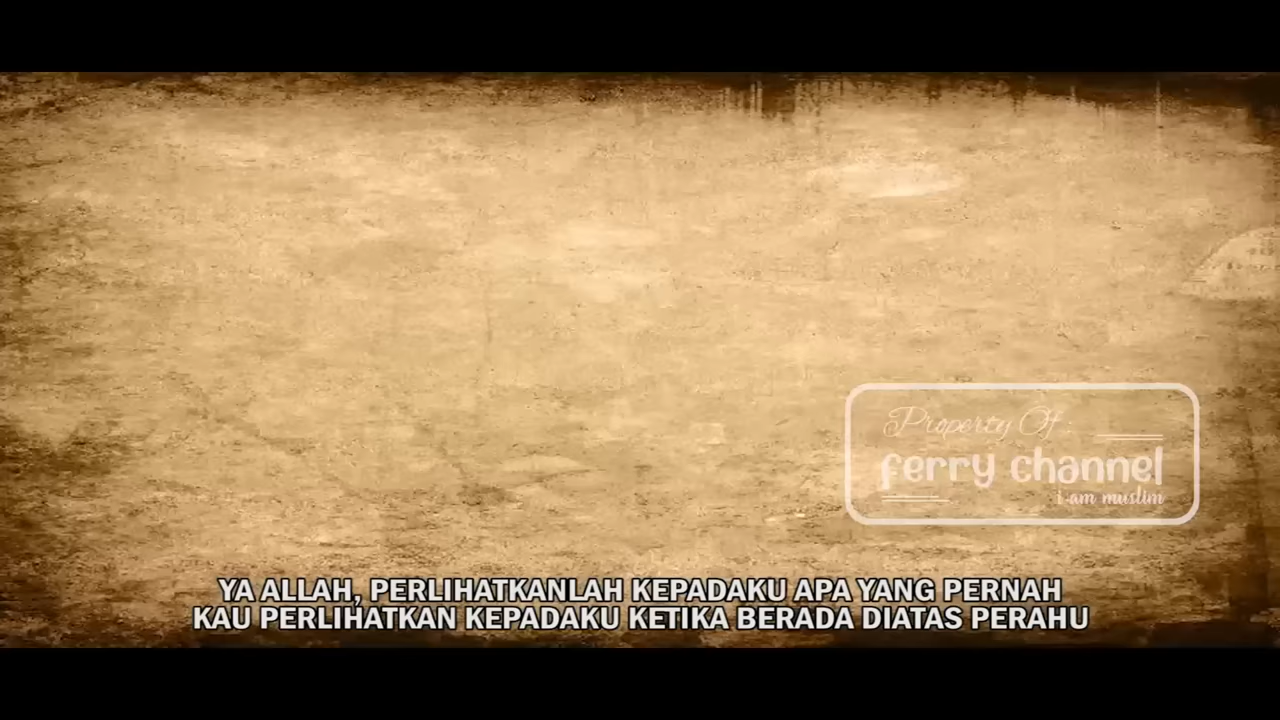 Property Of :
ferry channel
i am muslim
YA ALLAH, PERLIHATKANLAH KEPADAKU APA YANG PERNAH
KAU PERLIHATKAN KEPADAKU KETIKA BERADA DIATAS PERAHU